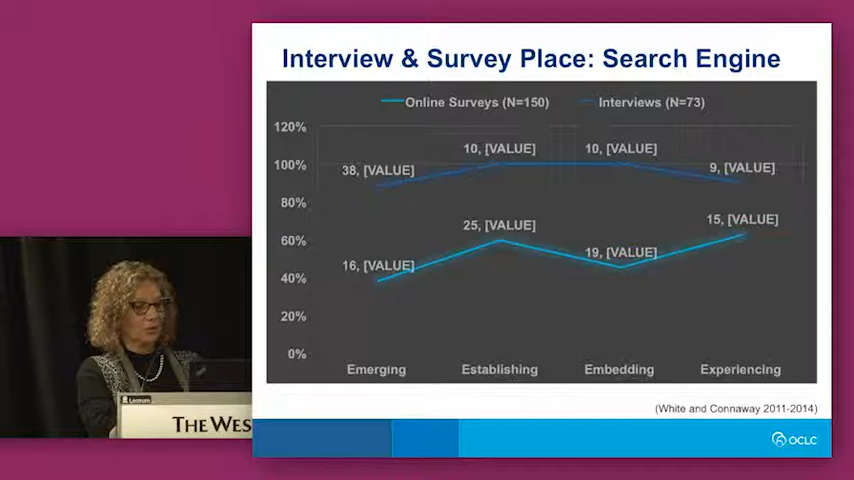 Interview & Survey Place: Search Engine
Online Surveys (N=150) Interviews (N=73)
120%
100%
80%
60%
40%
20%
0%
38, [VALUE]
10, [VALUE]
10, [VALUE]
9, [VALUE]
16, [VALUE]
25, [VALUE]
19, [VALUE]
15, [VALUE]
Emerging Establishing Embedding Experiencing
(White and Connaway 2011-2014)
OCLC
Lectrum
THE WES